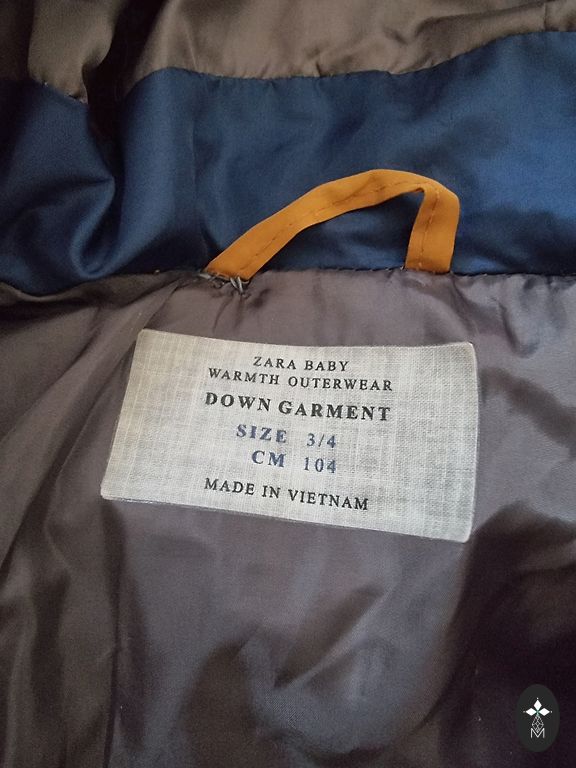 ZARA BABY
WARMTH OUTERWEAR
DOWN GARMENT
SIZE 3/4
CM 104
MADE IN VIETNAM
M